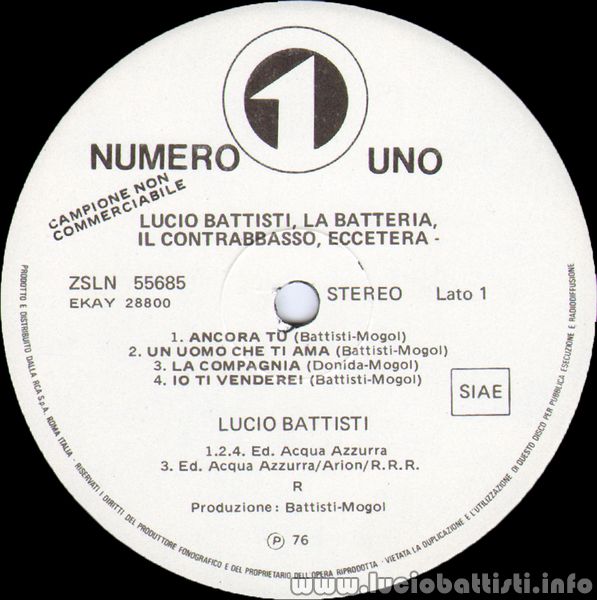 1
NUMERO UNO
CAMPIONE NON
COMMERCIABILE
LUCIO BATTISTI, LA BATTERIA,
IL CONTRABBASSO, ECCETERA -
ZSLN 55685
EKAY 28800
STEREO Lato 1
1. ANCORA TU (Battisti-Mogol)
2. UN UOMO CHE TI AMA (Battisti-Mogol)
3. LA COMPAGNIA (Donida-Mogol)
4. IO TI VENDEREI (Battisti-Mogol)
SIAE
LUCIO BATTISTI
1.2.4. Ed. Acqua Azzurra
3. Ed. Acqua Azzurra/Arion/R.R.R.
R
Produzione: Battisti-Mogol
℗ 76
PRODOTTO E DISTRIBUITO DALLA RCA S.p.A. ROMA ITALIA - RISERVATI I DIRITTI DEL PRODUTTORE FONOGRAFICO E DEL PROPRIETARIO DELL'OPERA RIPRODOTTA - VIETATA LA DUPLICAZIONE E L'UTILIZZAZIONE DI QUESTO DISCO PER PUBBLICA ESECUZIONE E RADIODIFFUSIONE
www.luciobattisti.info